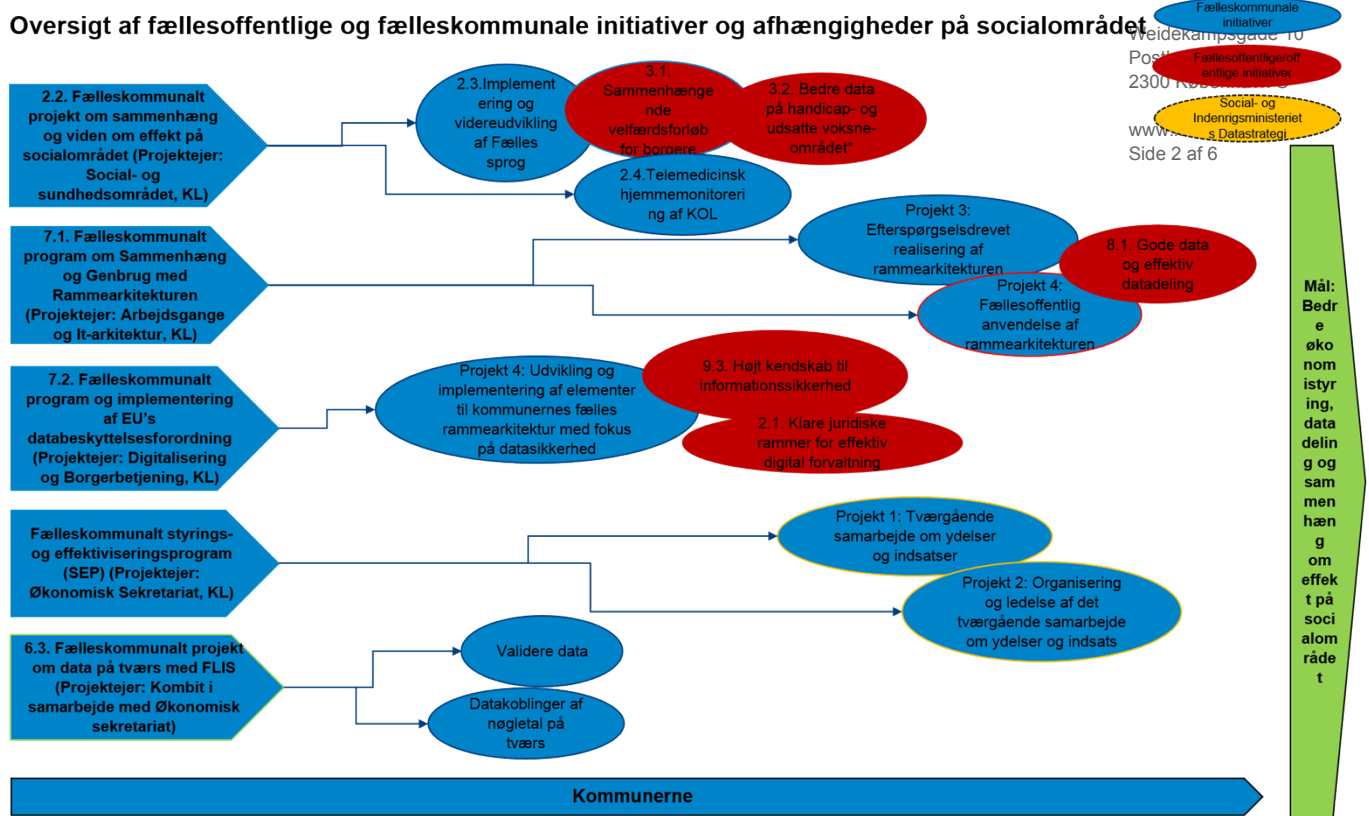 Oversigt af fællesoffentlige og fælleskommunale initiativer og afhængigheder på socialområdet
Fælleskommunale
initiativer
Weidekampsgade 10
Fællesoffentlige/off
entlige initiativer
2300
Social- og
Indenrigsministeriet
s Datastrategi
www.
Side 2 af 6
2.2. Fælleskommunalt
projekt om sammenhæng
og viden om effekt på
socialområdet (Projektejer:
Social- og
sundhedsområdet, KL)
2.3.Implement
ering og
videreudvikling
af Fælles
sprog
3.1.
Sammenhænge
nde
velfærdsforløb
for borgere
3.2. Bedre data
på handicap- og
udsatte voksne-
området*
2.4.Telemedicinsk
hjemmemonitoreri
ng af KOL
7.1. Fælleskommunalt
program om Sammenhæng
og Genbrug med
Rammearkitekturen
(Projektejer: Arbejdsgange
og It-arkitektur, KL)
Projekt 3:
Efterspørgselsdrevet
realisering af
rammearkitekturen
8.1. Gode data
og effektiv
datadeling
Projekt 4:
Fællesoffentlig
anvendelse af
rammearkitekturen
7.2. Fælleskommunalt
program og implementering
af EU's
databeskyttelsesforordning
(Projektejer: Digitalisering
og Borgerbetjening, KL)
Projekt 4: Udvikling og
implementering af elementer
til kommunernes fælles
rammearkitektur med fokus
på datasikkerhed
9.3. Højt kendskab til
informationssikkerhed
2.1. Klare juridiske
rammer for effektiv
digital forvaltning
Fælleskommunalt styrings-
og effektiviseringsprogram
(SEP) (Projektejer:
Økonomisk Sekretariat, KL)
Projekt 1: Tværgående
samarbejde om ydelser
og indsatser
Projekt 2: Organisering
og ledelse af det
tværgående samarbejde
om ydelser og indsats
6.3. Fælleskommunalt projekt
om data på tværs med FLIS
(Projektejer: Kombit i
samarbejde med Økonomisk
sekretariat)
Validere data
Datakoblinger af
nøgletal på
tværs
Mål:
Bedr
e
øko
nom
istyr
ing,
data
delin
g og
sam
men
hæn
g
om
effek
t på
soci
alom
råde
t
Kommunerne